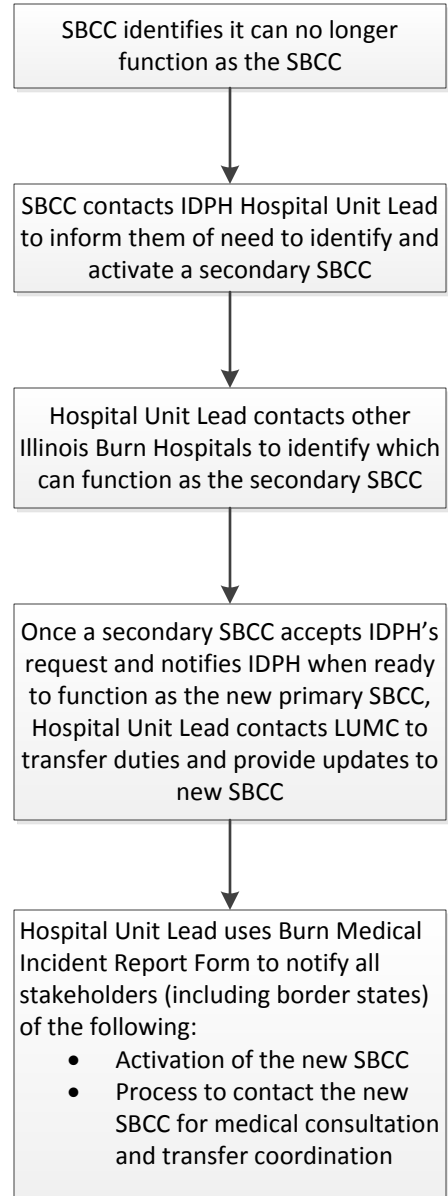 SBCC identifies it can no longer
function as the SBCC
SBCC contacts IDPH Hospital Unit Lead
to inform them of need to identify and
activate a secondary SBCC
Hospital Unit Lead contacts other
Illinois Burn Hospitals to identify which
can function as the secondary SBCC
Once a secondary SBCC accepts IDPH’s
request and notifies IDPH when ready
to function as the new primary SBCC,
Hospital Unit Lead contacts LUMC to
transfer duties and provide updates to
new SBCC
Hospital Unit Lead uses Burn Medical
Incident Report Form to notify all
stakeholders (including border states)
of the following:
• Activation of the new SBCC
• Process to contact the new
SBCC for medical consultation
and transfer coordination